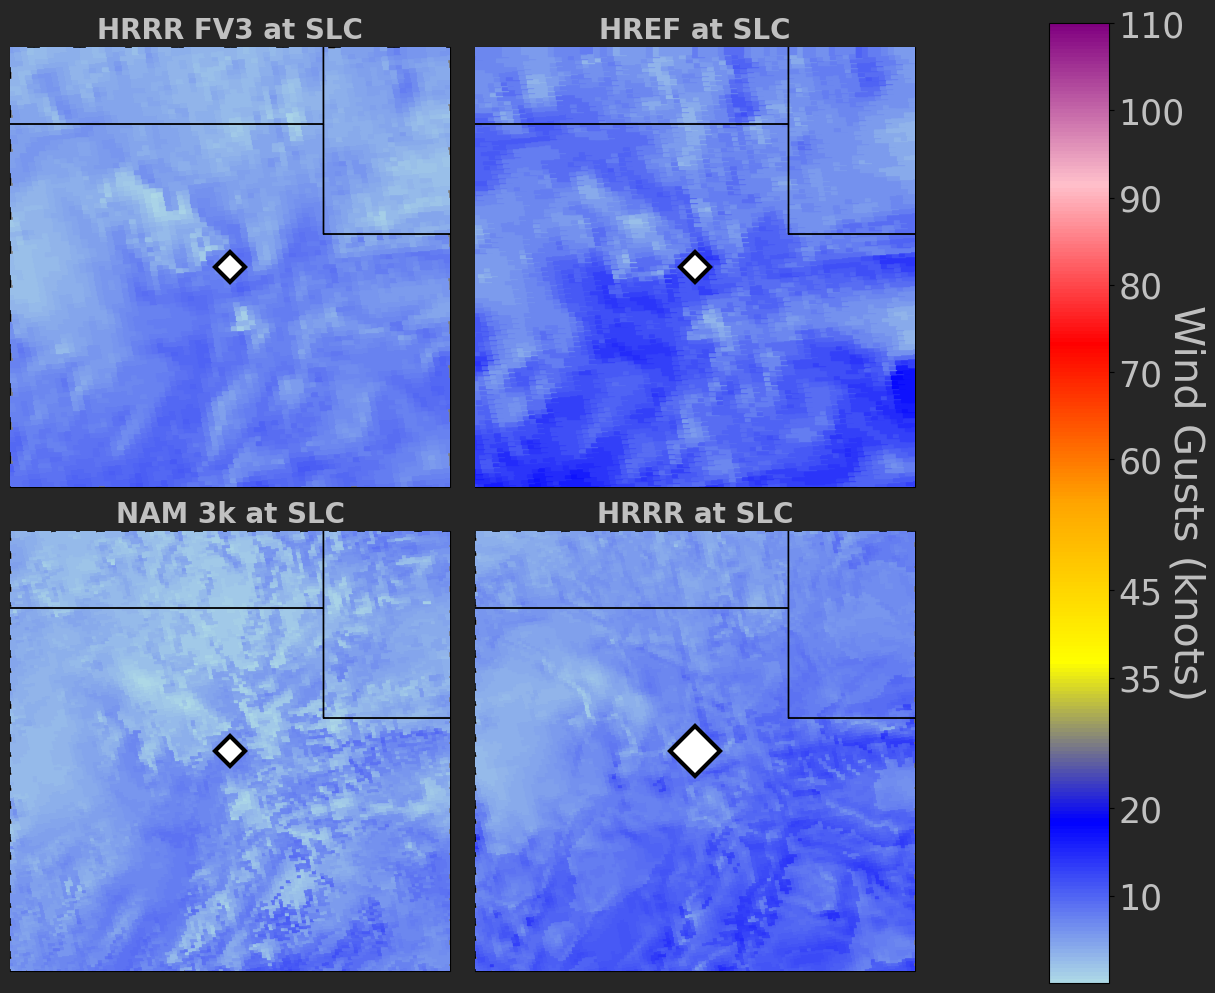 HRRR FV3 at SLC
HREF at SLC
NAM 3k at SLC
HRRR at SLC
110
100
90
80
70
60
45
35
20
10
Wind Gusts (knots)